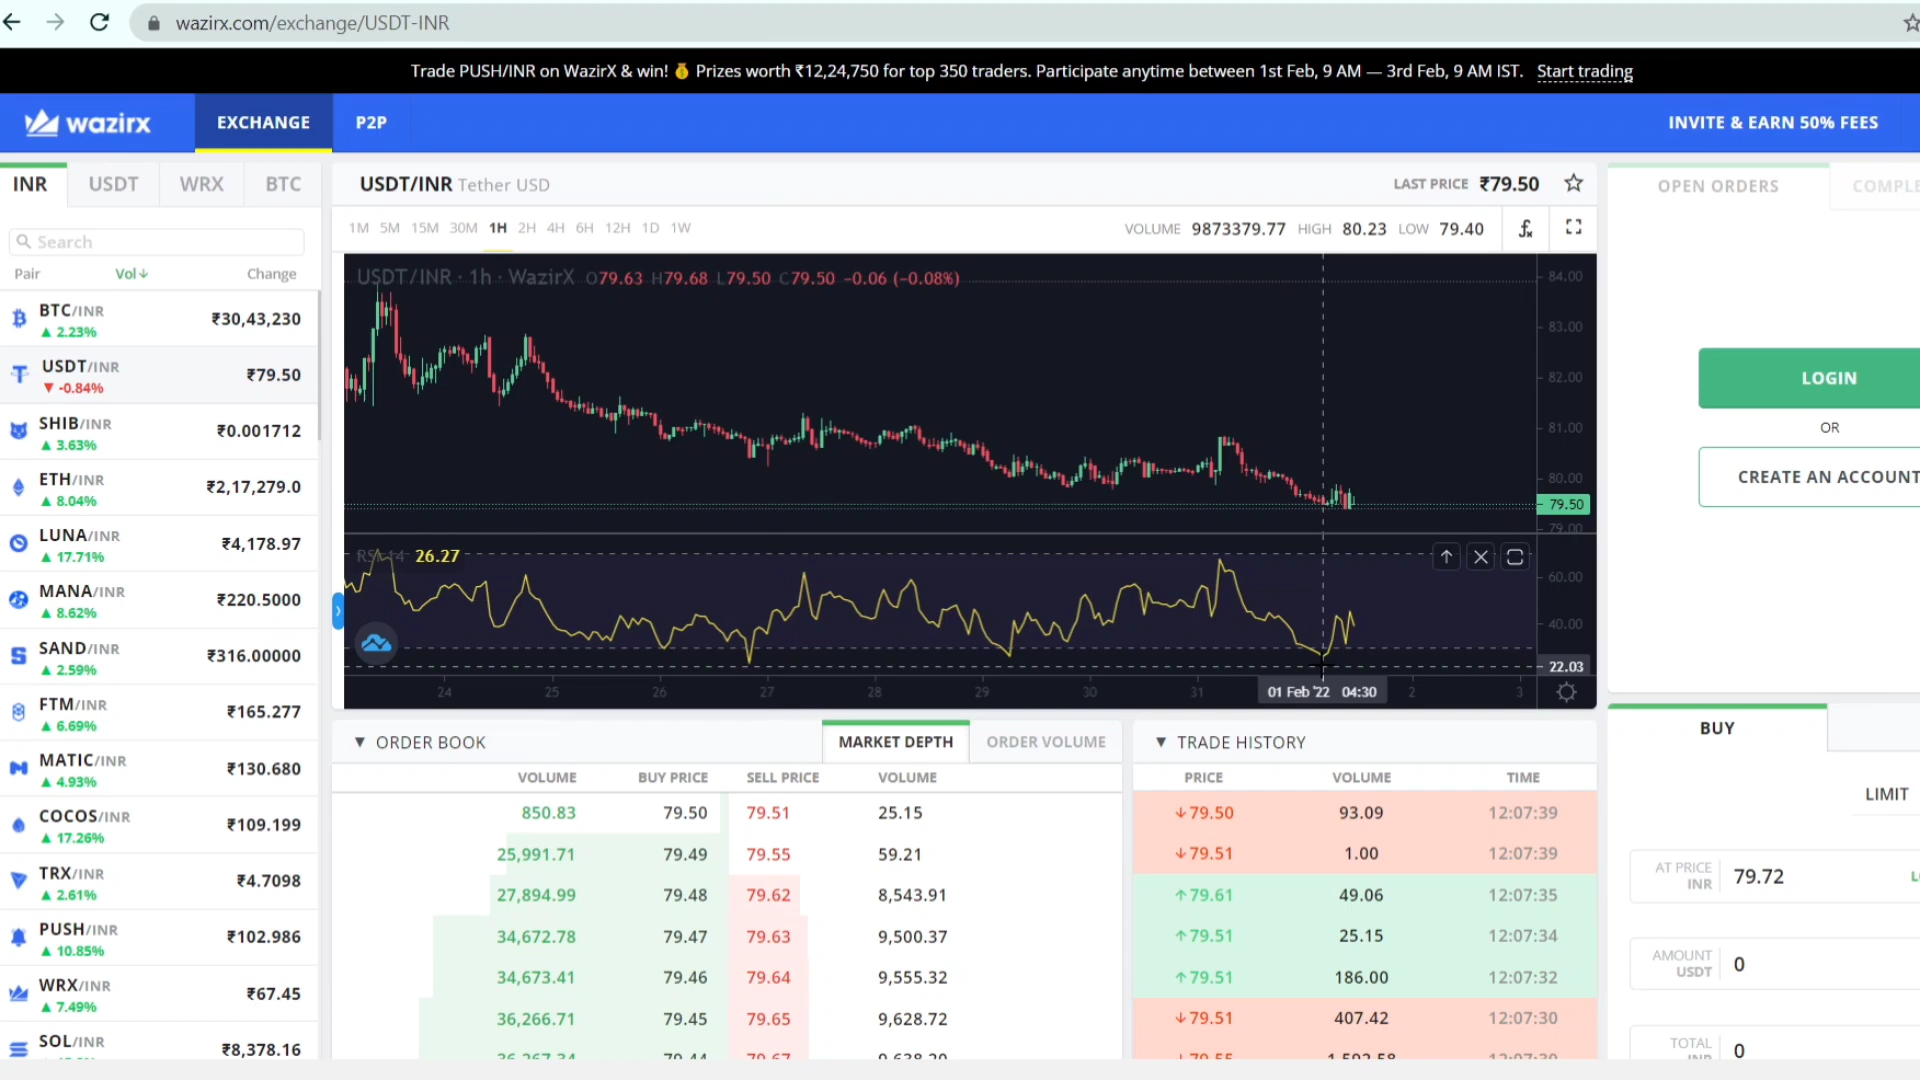 wazirx.com/exchange/USDT-INR
Trade PUSH/INR on WazirX & win! 💰 Prizes worth ₹12,24,750 for top 350 traders. Participate anytime between 1st Feb, 9 AM — 3rd Feb, 9 AM IST. Start trading
wazirx EXCHANGE P2P INVITE & EARN 50% FEES
INR USDT WRX BTC
Search
Pair Vol↓ Change
BTC/INR ₹30,43,230
▲ 2.23%
USDT/INR ₹79.50
▼ -0.84%
SHIB/INR ₹0.001712
▲ 3.63%
ETH/INR ₹2,17,279.0
▲ 8.04%
LUNA/INR ₹4,178.97
▲ 17.71%
MANA/INR ₹220.5000
▲ 8.62%
SAND/INR ₹316.00000
▲ 2.59%
FTM/INR ₹165.277
▲ 6.69%
MATIC/INR ₹130.680
▲ 4.93%
COCOS/INR ₹109.199
▲ 17.26%
TRX/INR ₹4.7098
▲ 2.61%
PUSH/INR ₹102.986
▲ 10.85%
WRX/INR ₹67.45
▲ 7.49%
SOL/INR ₹8,378.16
USDT/INR Tether USD LAST PRICE ₹79.50
1M 5M 15M 30M 1H 2H 4H 6H 12H 1D 1W VOLUME 9873379.77 HIGH 80.23 LOW 79.40
USDT/INR · 1h · WazirX O79.63 H79.68 L79.50 C79.50 -0.06 (-0.08%)
84.00
83.00
82.00
81.00
80.00
79.50
79.00
RSI 14 26.27
60.00
40.00
22.03
24 25 26 27 28 29 30 31 01 Feb '22 04:30 2 3
▼ ORDER BOOK MARKET DEPTH ORDER VOLUME
VOLUME BUY PRICE SELL PRICE VOLUME
850.83 79.50 79.51 25.15
25,991.71 79.49 79.55 59.21
27,894.99 79.48 79.62 8,543.91
34,672.78 79.47 79.63 9,500.37
34,673.41 79.46 79.64 9,555.32
36,266.71 79.45 79.65 9,628.72
▼ TRADE HISTORY
PRICE VOLUME TIME
↓79.50 93.09 12:07:39
↓79.51 1.00 12:07:39
↑79.61 49.06 12:07:35
↑79.51 25.15 12:07:34
↑79.51 186.00 12:07:32
↓79.51 407.42 12:07:30
OPEN ORDERS COMPLE
LOGIN
OR
CREATE AN ACCOUNT
BUY
LIMIT
AT PRICE
INR 79.72
AMOUNT
USDT 0
TOTAL
0